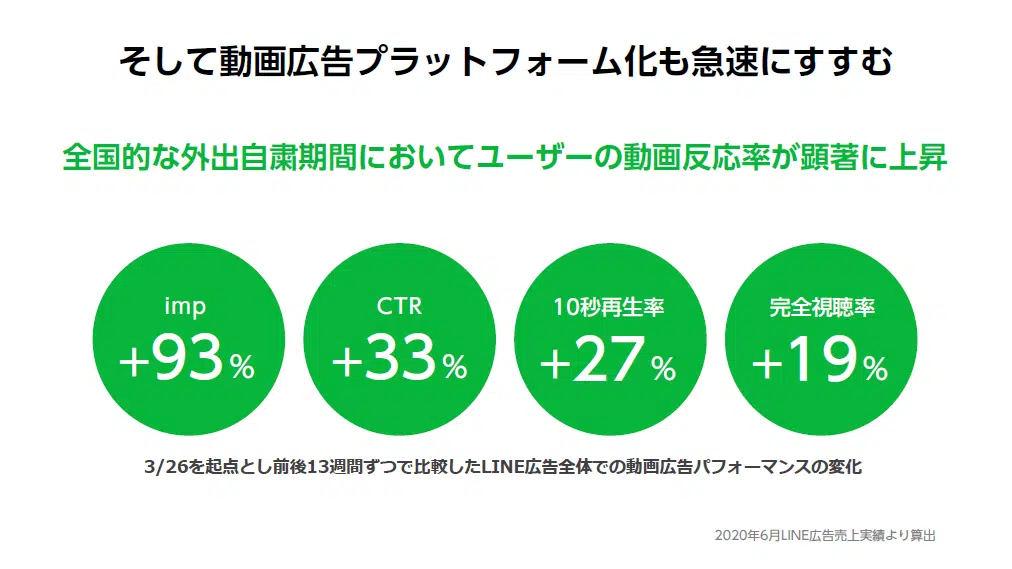 そして動画広告プラットフォーム化も急速にすすむ
全国的な外出自粛期間においてユーザーの動画反応率が顕著に上昇
imp
+93%
CTR
+33%
10秒再生率
+27%
完全視聴率
+19%
3/26を起点とし前後13週間ずつで比較したLINE広告全体での動画広告パフォーマンスの変化
2020年6月LINE広告売上実績より算出